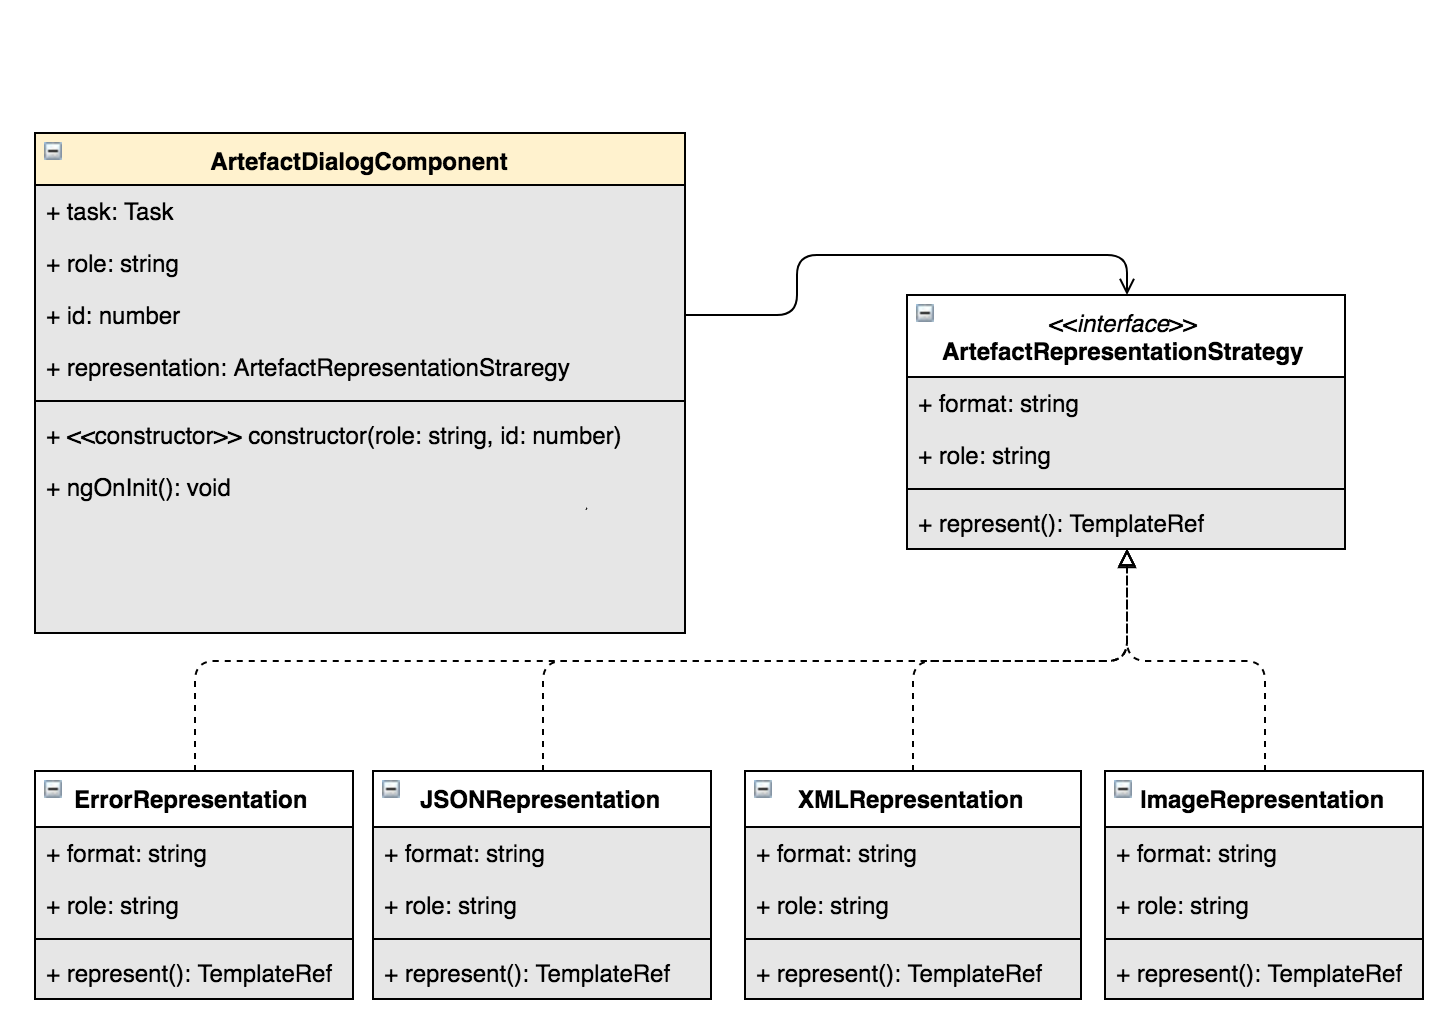 ArtefactDialogComponent
+ task: Task
+ role: string
+ id: number
+ representation: ArtefactRepresentationStraregy
+ <<constructor>> constructor(role: string, id: number)
+ ngOnInit(): void
<<interface>>
ArtefactRepresentationStrategy
+ format: string
+ role: string
+ represent(): TemplateRef
ErrorRepresentation
+ format: string
+ role: string
+ represent(): TemplateRef
JSONRepresentation
+ format: string
+ role: string
+ represent(): TemplateRef
XMLRepresentation
+ format: string
+ role: string
+ represent(): TemplateRef
ImageRepresentation
+ format: string
+ role: string
+ represent(): TemplateRef